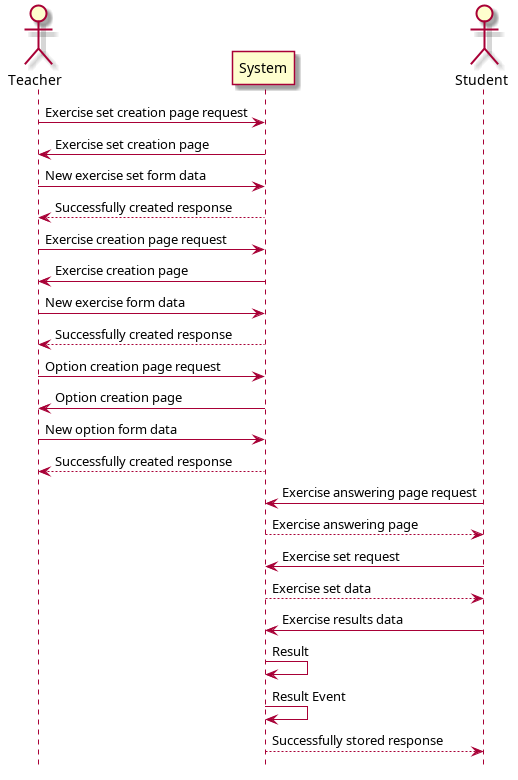 Teacher
System
Student
Exercise set creation page request
Exercise set creation page
New exercise set form data
Successfully created response
Exercise creation page request
Exercise creation page
New exercise form data
Successfully created response
Option creation page request
Option creation page
New option form data
Successfully created response
Exercise answering page request
Exercise answering page
Exercise set request
Exercise set data
Exercise results data
Result
Result Event
Successfully stored response